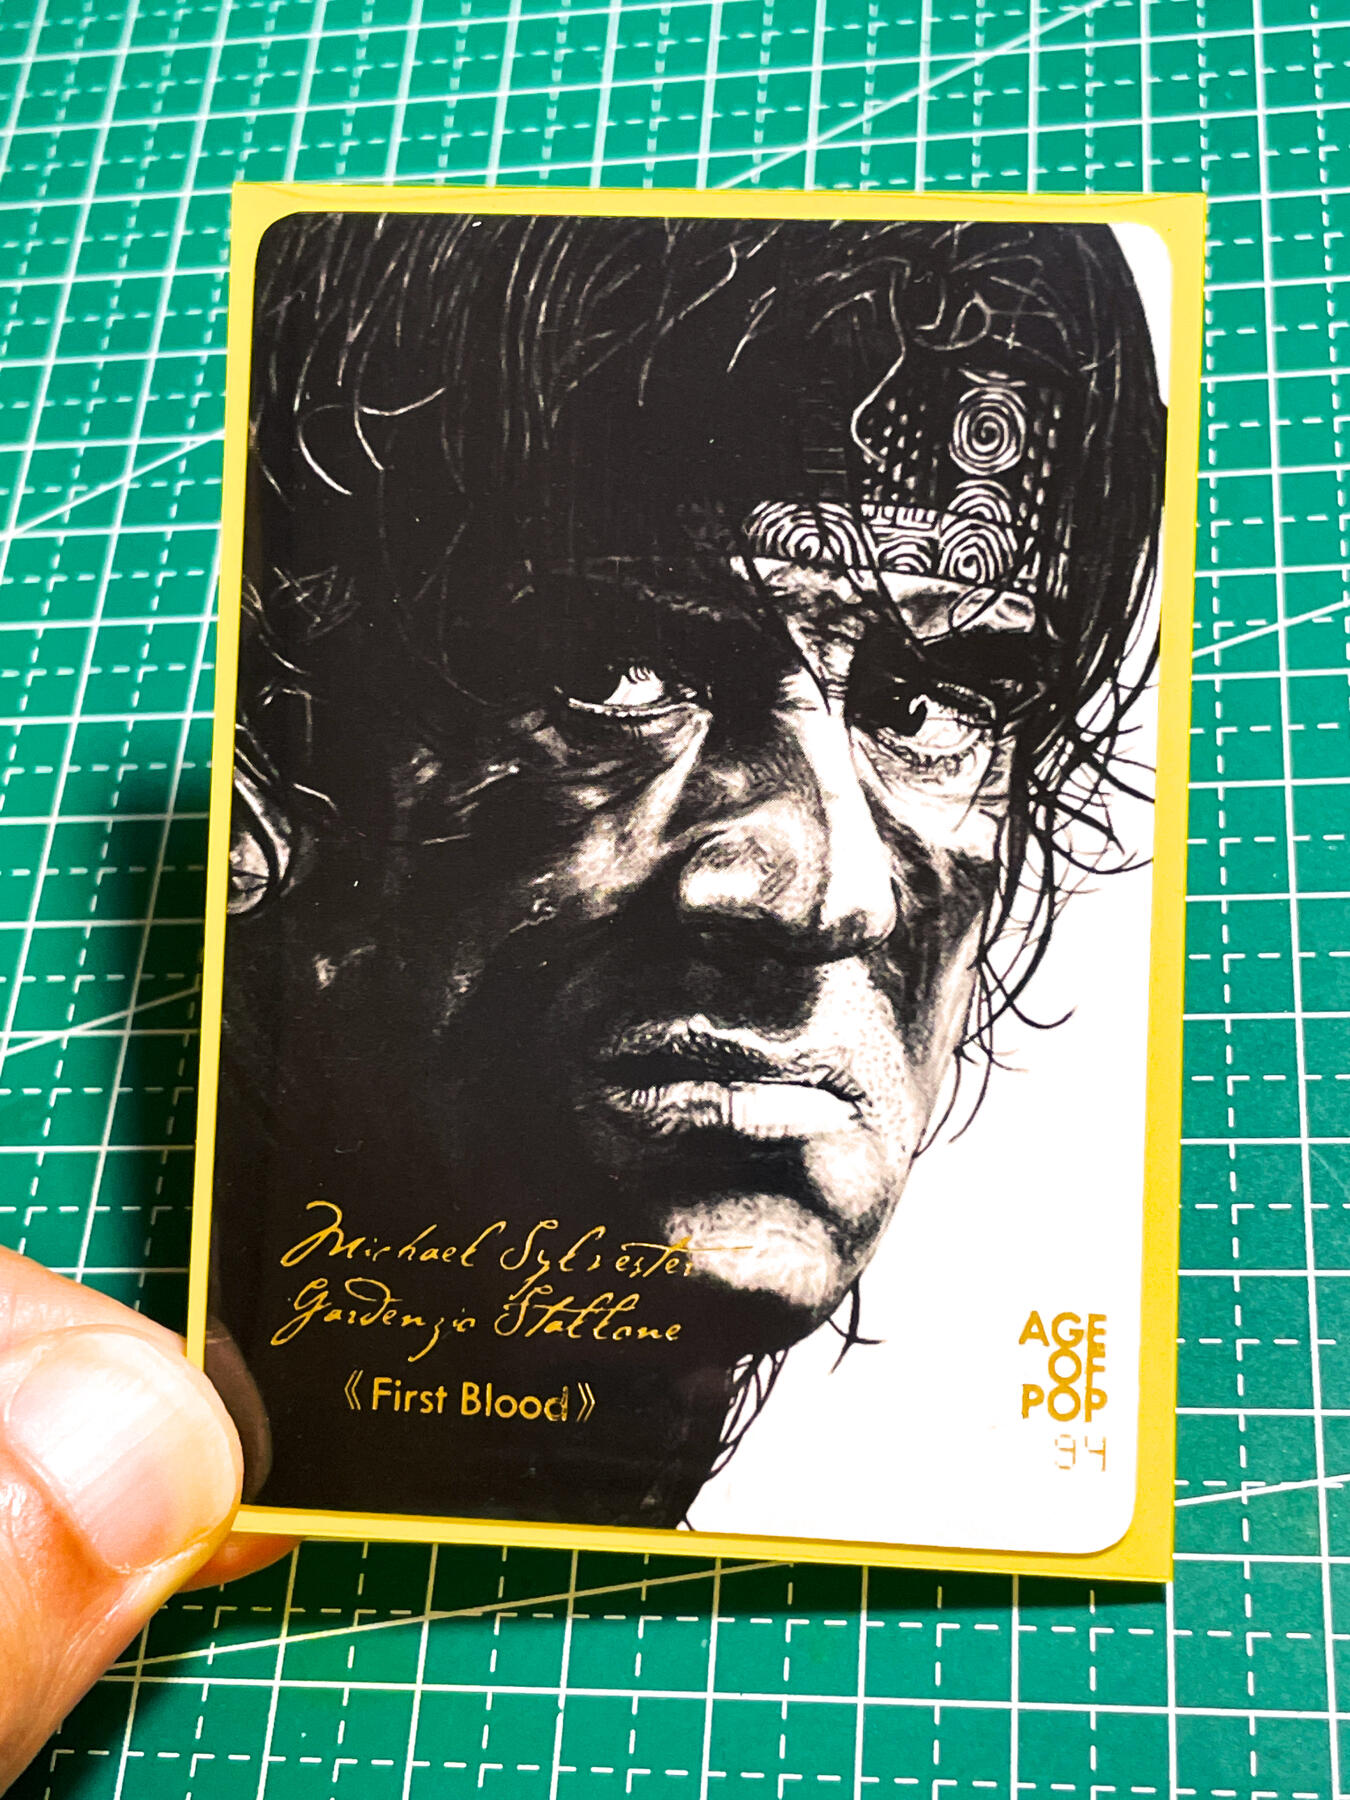 Michael Sylvester
Gardenzio Stallone
《First Blood》
AGE
OF
POP
94